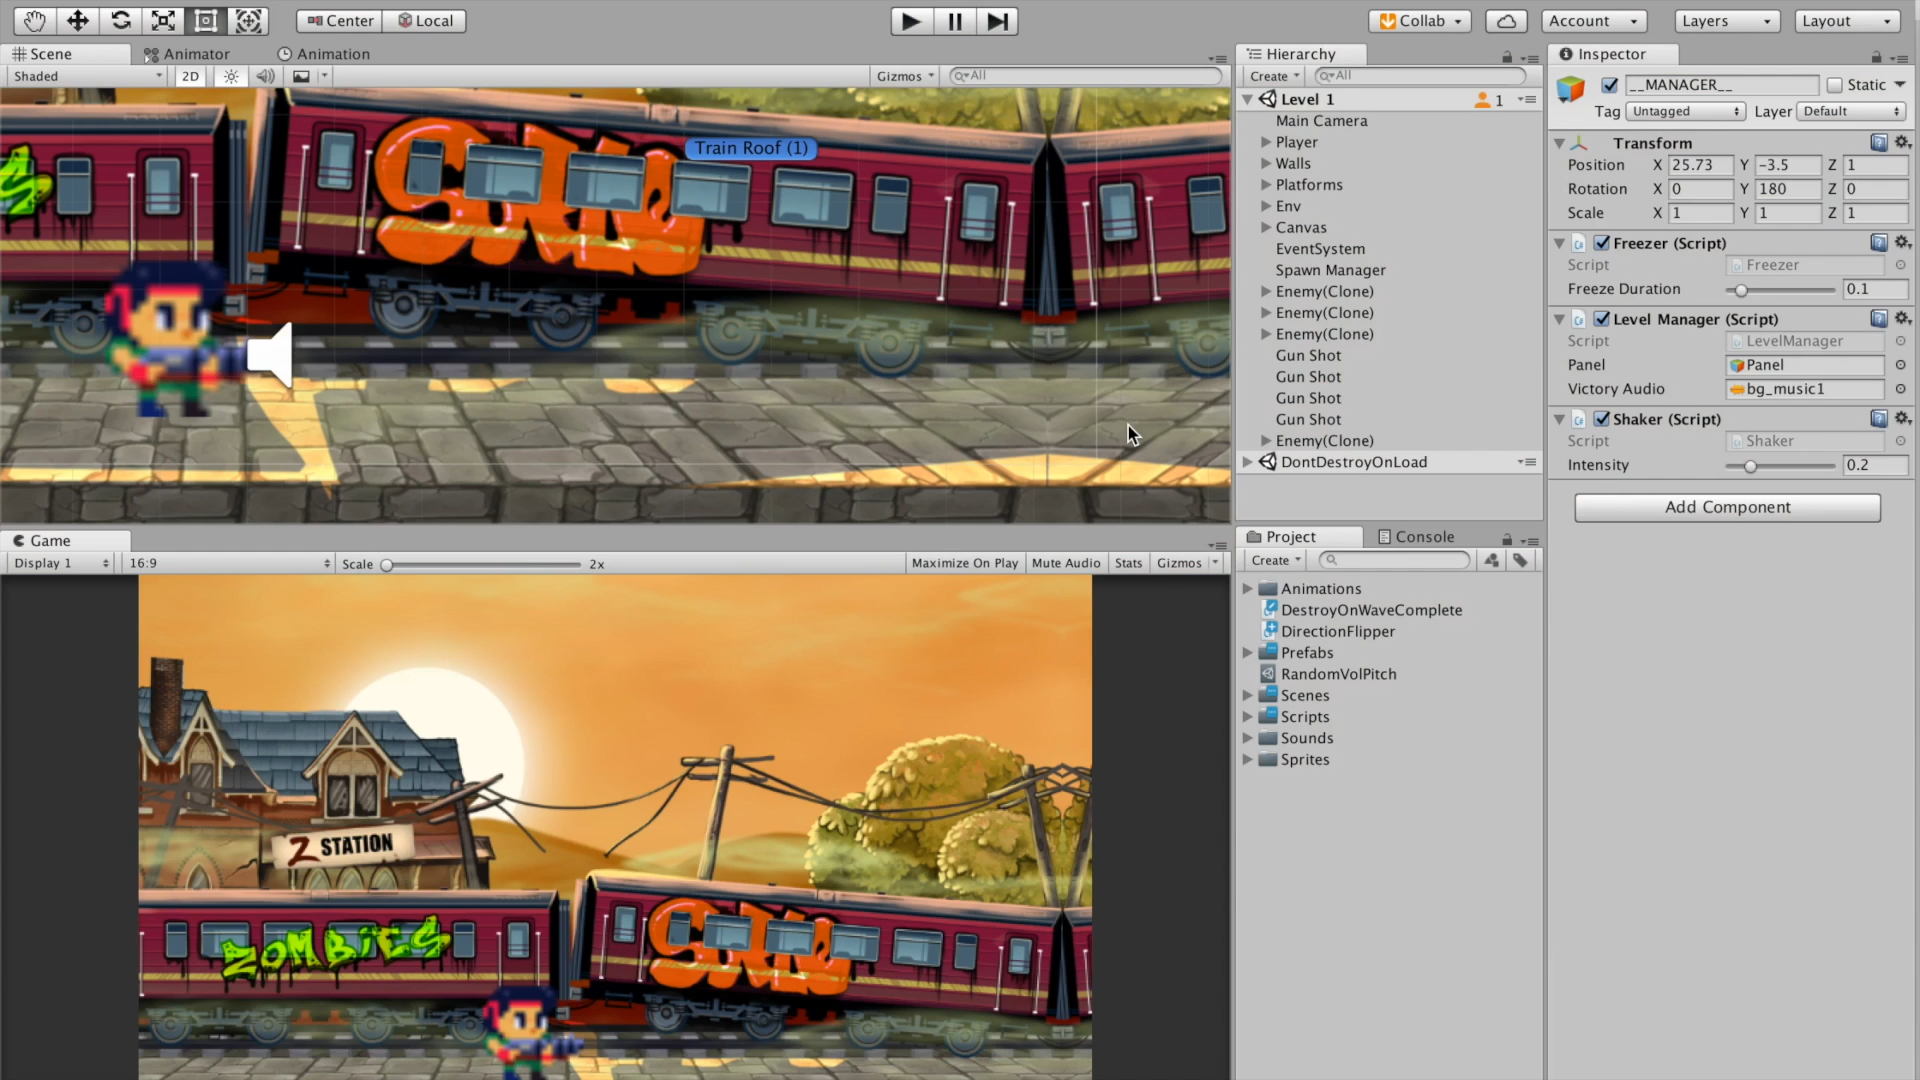 Center
Local
Collab
Account
Layers
Layout
Scene
Animator
Animation
Shaded
2D
Gizmos
All
Train Roof (1)
Game
Display 1
16:9
Scale
2x
Maximize On Play
Mute Audio
Stats
Gizmos
Z STATION
ZOMBIES
Hierarchy
Create
All
Level 1
1
Main Camera
Player
Walls
Platforms
Env
Canvas
EventSystem
Spawn Manager
Enemy(Clone)
Enemy(Clone)
Enemy(Clone)
Gun Shot
Gun Shot
Gun Shot
Gun Shot
Enemy(Clone)
DontDestroyOnLoad
Project
Console
Create
Animations
DestroyOnWaveComplete
DirectionFlipper
Prefabs
RandomVolPitch
Scenes
Scripts
Sounds
Sprites
Inspector
__MANAGER__
Static
Tag Untagged Layer Default
Transform
Position X 25.73 Y -3.5 Z 1
Rotation X 0 Y 180 Z 0
Scale X 1 Y 1 Z 1
Freezer (Script)
Script Freezer
Freeze Duration 0.1
Level Manager (Script)
Script LevelManager
Panel Panel
Victory Audio bg_music1
Shaker (Script)
Script Shaker
Intensity 0.2
Add Component